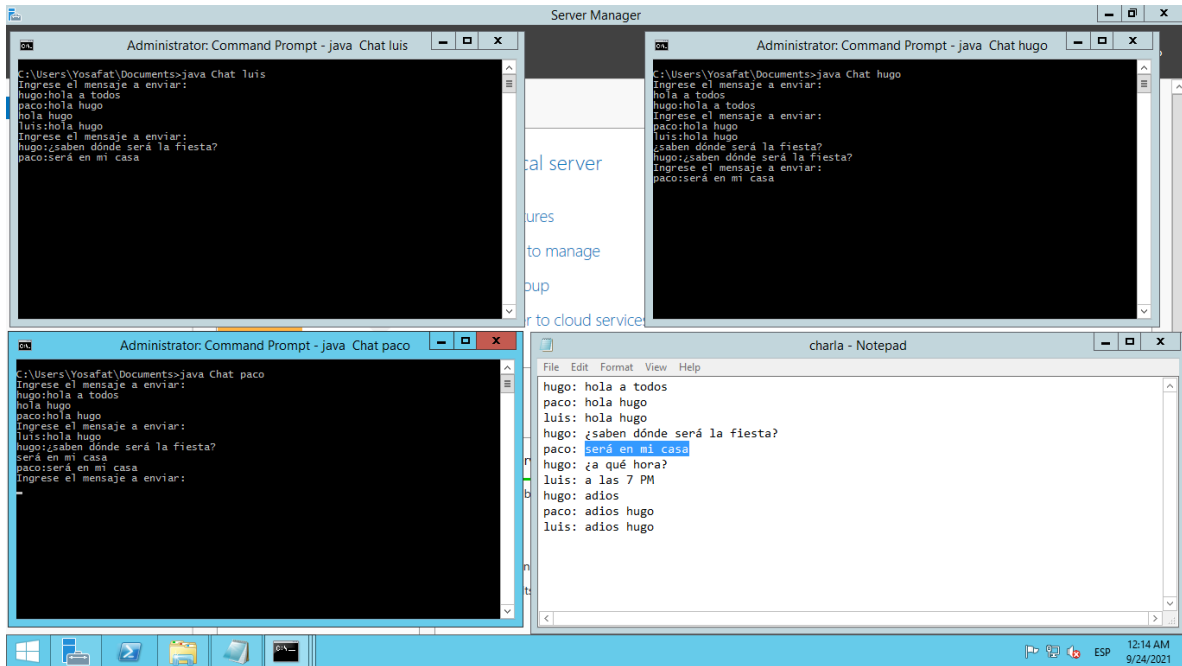 Server Manager
Administrator: Command Prompt - java  Chat luis
C:\Users\Yosafat\Documents>java Chat luis
Ingrese el mensaje a enviar:
hugo:hola a todos
paco:hola hugo
hola hugo
luis:hola hugo
Ingrese el mensaje a enviar:
hugo:¿saben dónde será la fiesta?
paco:será en mi casa
Administrator: Command Prompt - java  Chat hugo
C:\Users\Yosafat\Documents>java Chat hugo
Ingrese el mensaje a enviar:
hola a todos
hugo:hola a todos
Ingrese el mensaje a enviar:
paco:hola hugo
luis:hola hugo
¿saben dónde será la fiesta?
hugo:¿saben dónde será la fiesta?
Ingrese el mensaje a enviar:
paco:será en mi casa
cal server
ures
to manage
oup
r to cloud services
Administrator: Command Prompt - java  Chat paco
C:\Users\Yosafat\Documents>java Chat paco
Ingrese el mensaje a enviar:
hugo:hola a todos
hola hugo
paco:hola hugo
Ingrese el mensaje a enviar:
luis:hola hugo
hugo:¿saben dónde será la fiesta?
será en mi casa
paco:será en mi casa
Ingrese el mensaje a enviar:
charla - Notepad
File Edit Format View Help
hugo: hola a todos
paco: hola hugo
luis: hola hugo
hugo: ¿saben dónde será la fiesta?
paco: será en mi casa
hugo: ¿a qué hora?
luis: a las 7 PM
hugo: adios
paco: adios hugo
luis: adios hugo
ESP
12:14 AM
9/24/2021